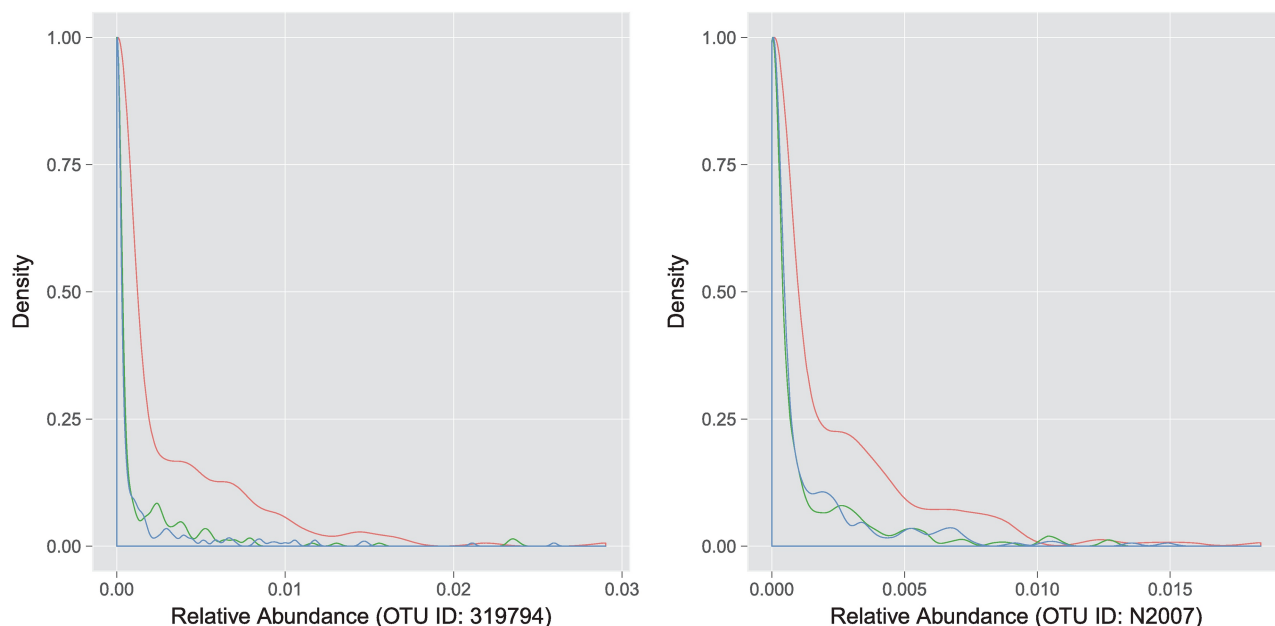 1.00
0.75
0.50
0.25
0.00
Density
0.00 0.01 0.02 0.03
Relative Abundance (OTU ID: 319794)
1.00
0.75
0.50
0.25
0.00
Density
0.000 0.005 0.010 0.015
Relative Abundance (OTU ID: N2007)